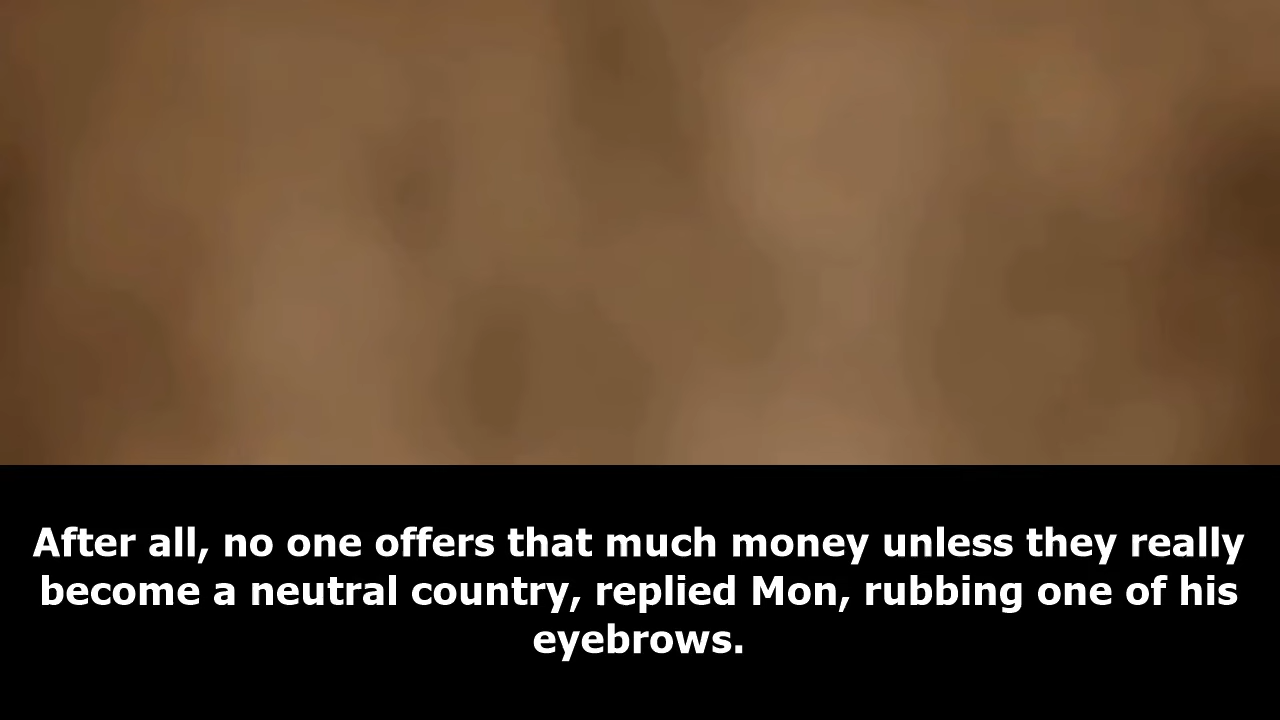 After all, no one offers that much money unless they really
become a neutral country, replied Mon, rubbing one of his
eyebrows.